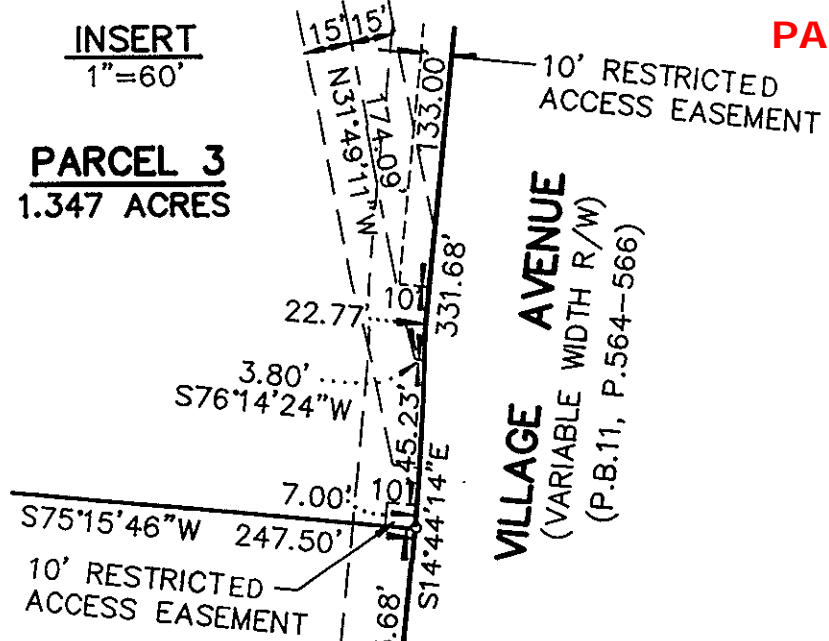 INSERT
1"=60'
PA
15' 15'
10' RESTRICTED
ACCESS EASEMENT
133.00'
N31°49'11"W
174.09'
PARCEL 3
1.347 ACRES
VILLAGE AVENUE
(VARIABLE WIDTH R/W)
(P.B.11, P.564-566)
10'
331.68'
22.77'
3.80'
S76°14'24"W
45.23'
7.00'
10'
S14°44'14"E
S75°15'46"W 247.50'
10' RESTRICTED
ACCESS EASEMENT
.68'